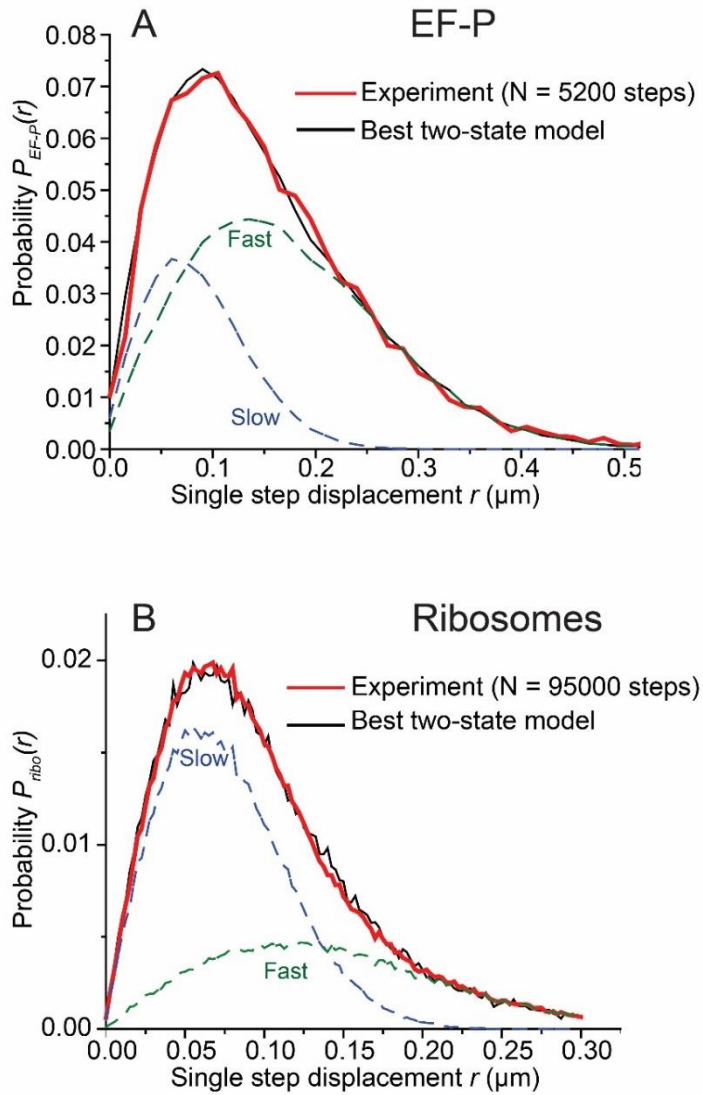 A EF-P
0.08
0.07
0.06
0.05
0.04
0.03
0.02
0.01
0.00
Probability P_EF-P(r)
Experiment (N = 5200 steps)
Best two-state model
Fast
Slow
0.0 0.1 0.2 0.3 0.4 0.5
Single step displacement r (μm)
B Ribosomes
0.02
0.01
0.00
Probability P_ribo(r)
Experiment (N = 95000 steps)
Best two-state model
Slow
Fast
0.00 0.05 0.10 0.15 0.20 0.25 0.30
Single step displacement r (μm)